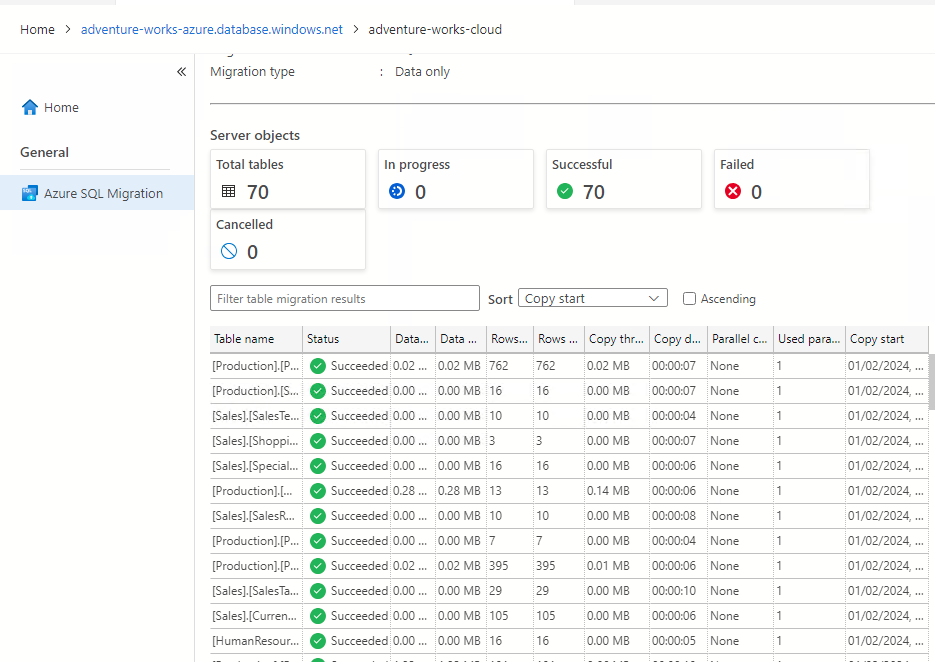 Home > adventure-works-azure.database.windows.net > adventure-works-cloud
«
Home
General
Azure SQL Migration
Migration type : Data only
Server objects
Total tables
70
In progress
0
Successful
70
Failed
0
Cancelled
0
Filter table migration results
Sort Copy start Ascending
Table name Status Data... Data ... Rows... Rows ... Copy thr... Copy d... Parallel c... Used para... Copy start
[Production].[P... Succeeded 0.02 ... 0.02 MB 762 762 0.02 MB 00:00:07 None 1 01/02/2024, ...
[Production].[S... Succeeded 0.00 ... 0.00 MB 16 16 0.00 MB 00:00:07 None 1 01/02/2024, ...
[Sales].[SalesTe... Succeeded 0.00 ... 0.00 MB 10 10 0.00 MB 00:00:04 None 1 01/02/2024, ...
[Sales].[Shoppi... Succeeded 0.00 ... 0.00 MB 3 3 0.00 MB 00:00:07 None 1 01/02/2024, ...
[Sales].[Special... Succeeded 0.00 ... 0.00 MB 16 16 0.00 MB 00:00:06 None 1 01/02/2024, ...
[Production].[... Succeeded 0.28 ... 0.28 MB 13 13 0.14 MB 00:00:06 None 1 01/02/2024, ...
[Sales].[SalesR... Succeeded 0.00 ... 0.00 MB 10 10 0.00 MB 00:00:08 None 1 01/02/2024, ...
[Production].[P... Succeeded 0.00 ... 0.00 MB 7 7 0.00 MB 00:00:04 None 1 01/02/2024, ...
[Production].[P... Succeeded 0.02 ... 0.02 MB 395 395 0.01 MB 00:00:06 None 1 01/02/2024, ...
[Sales].[SalesTa... Succeeded 0.00 ... 0.00 MB 29 29 0.00 MB 00:00:10 None 1 01/02/2024, ...
[Sales].[Curren... Succeeded 0.00 ... 0.00 MB 105 105 0.00 MB 00:00:06 None 1 01/02/2024, ...
[HumanResour... Succeeded 0.00 ... 0.00 MB 16 16 0.00 MB 00:00:05 None 1 01/02/2024, ...